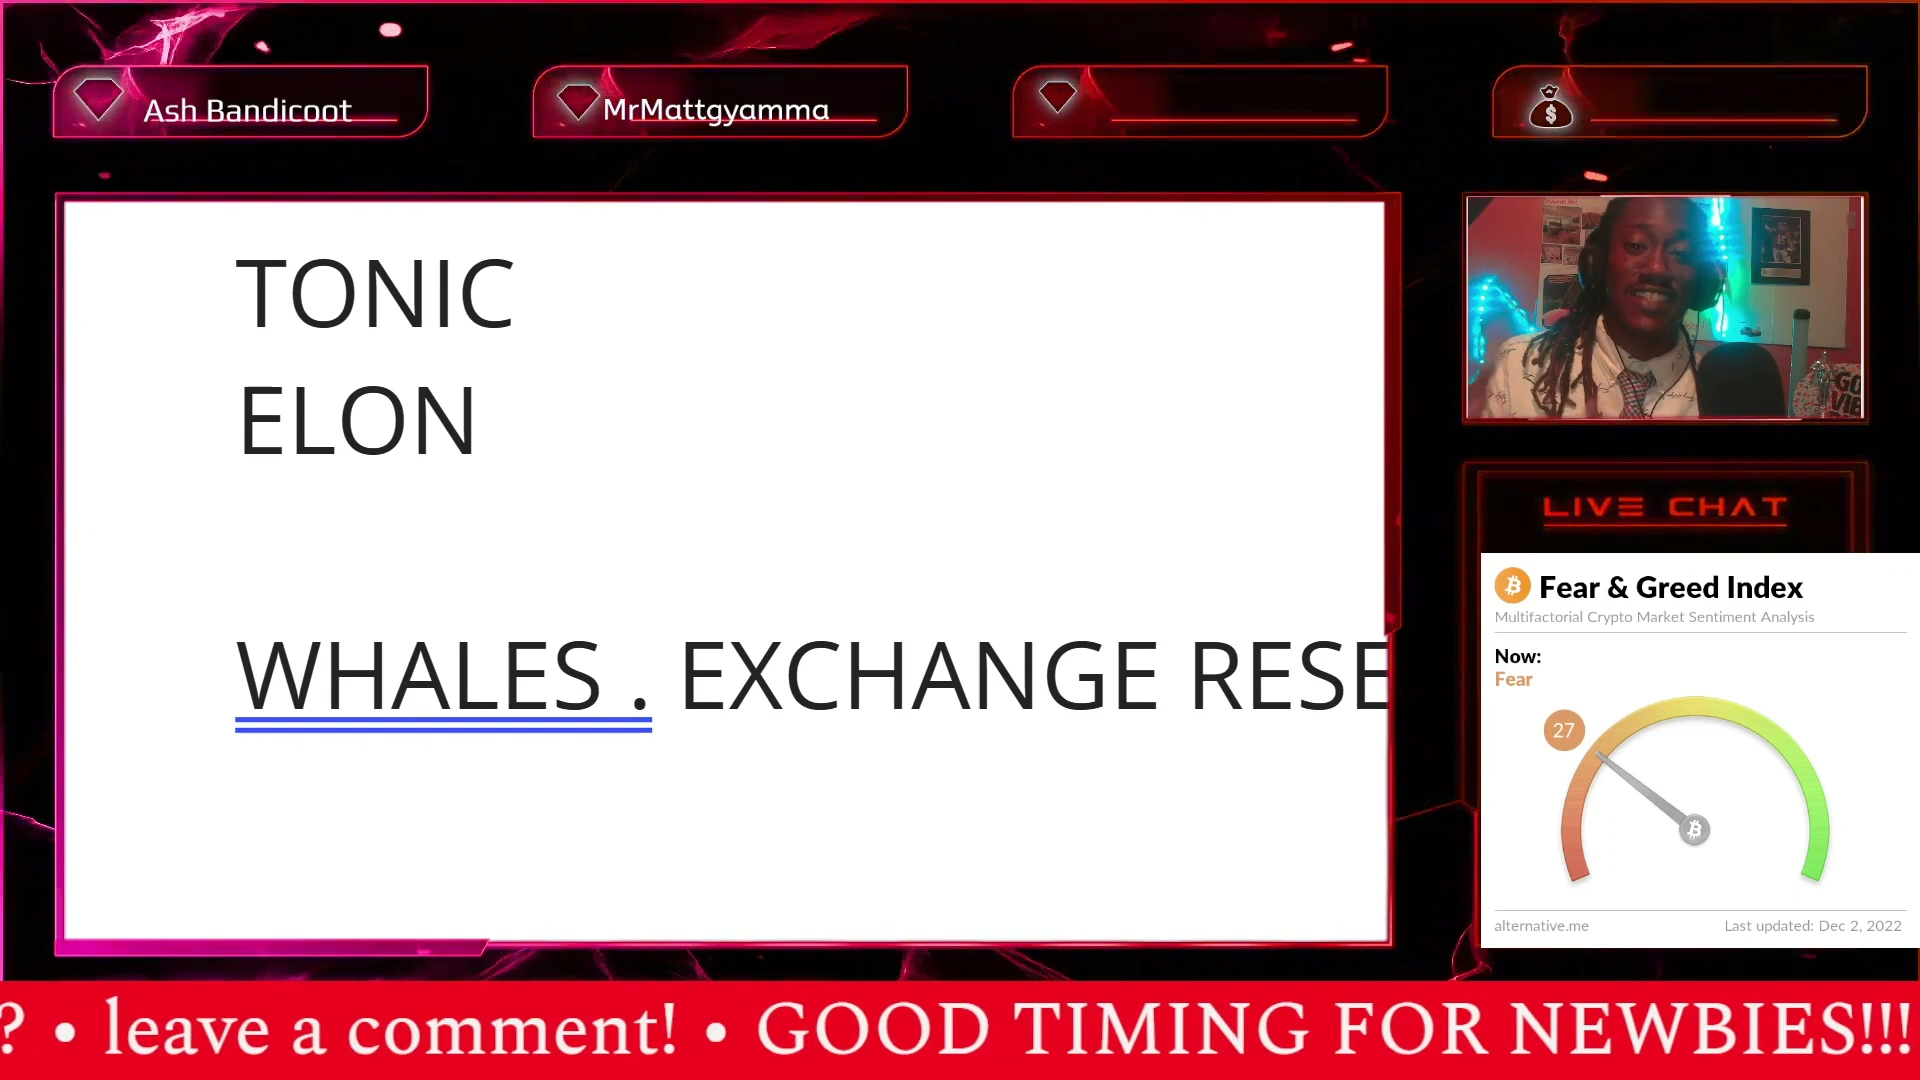 Ash Bandicoot
MrMattgyamma
TONIC
ELON
WHALES . EXCHANGE RESE
LIVE CHAT
Fear & Greed Index
Multifactorial Crypto Market Sentiment Analysis
Now:
Fear
27
alternative.me
Last updated: Dec 2, 2022
? • leave a comment! • GOOD TIMING FOR NEWBIES!!!